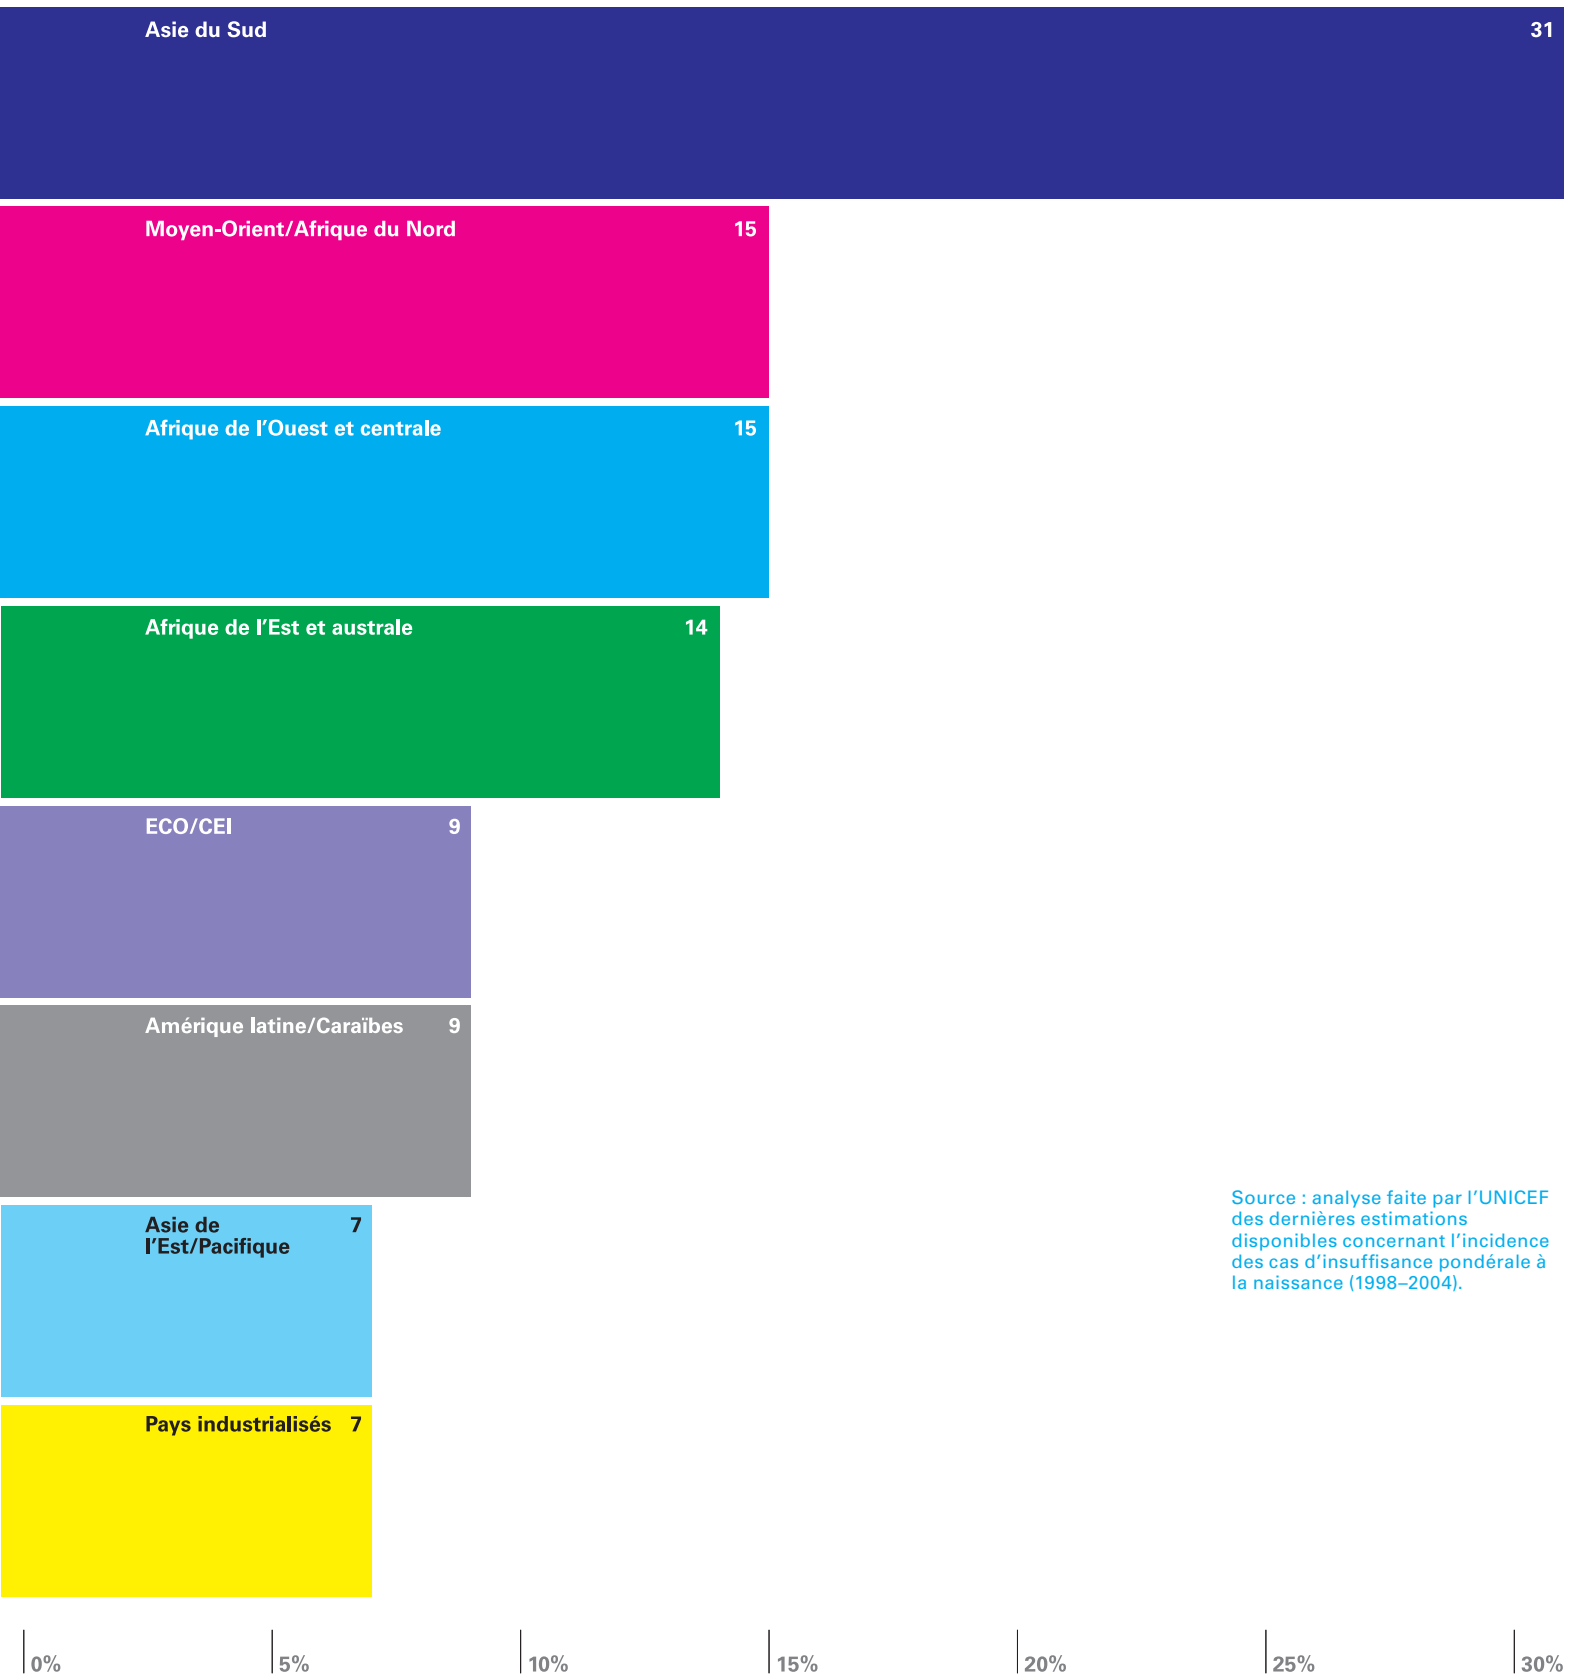 Asie du Sud 31
Moyen-Orient/Afrique du Nord 15
Afrique de l’Ouest et centrale 15
Afrique de l’Est et australe 14
ECO/CEI 9
Amérique latine/Caraïbes 9
Asie de 7
l’Est/Pacifique
Source : analyse faite par l’UNICEF
des dernières estimations
disponibles concernant l’incidence
des cas d’insuffisance pondérale à
la naissance (1998–2004).
Pays industrialisés 7
0% 5% 10% 15% 20% 25% 30%